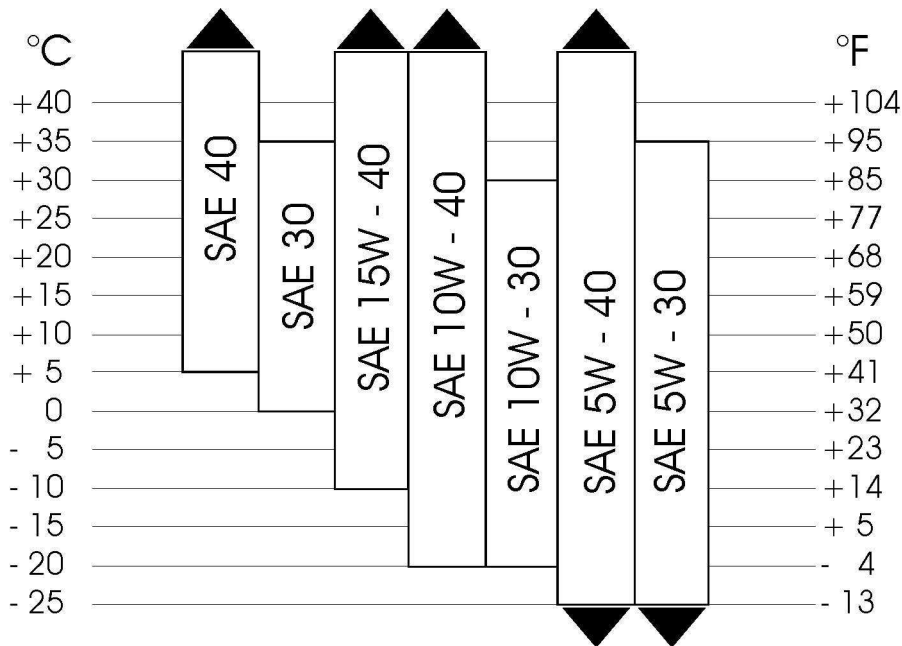 °C °F
+40 +104
+35 +95
+30 +85
+25 +77
+20 +68
+15 +59
+10 +50
+ 5 +41
0 +32
- 5 +23
- 10 +14
- 15 + 5
- 20 - 4
- 25 - 13
SAE 40
SAE 30
SAE 15W - 40
SAE 10W - 40
SAE 10W - 30
SAE 5W - 40
SAE 5W - 30